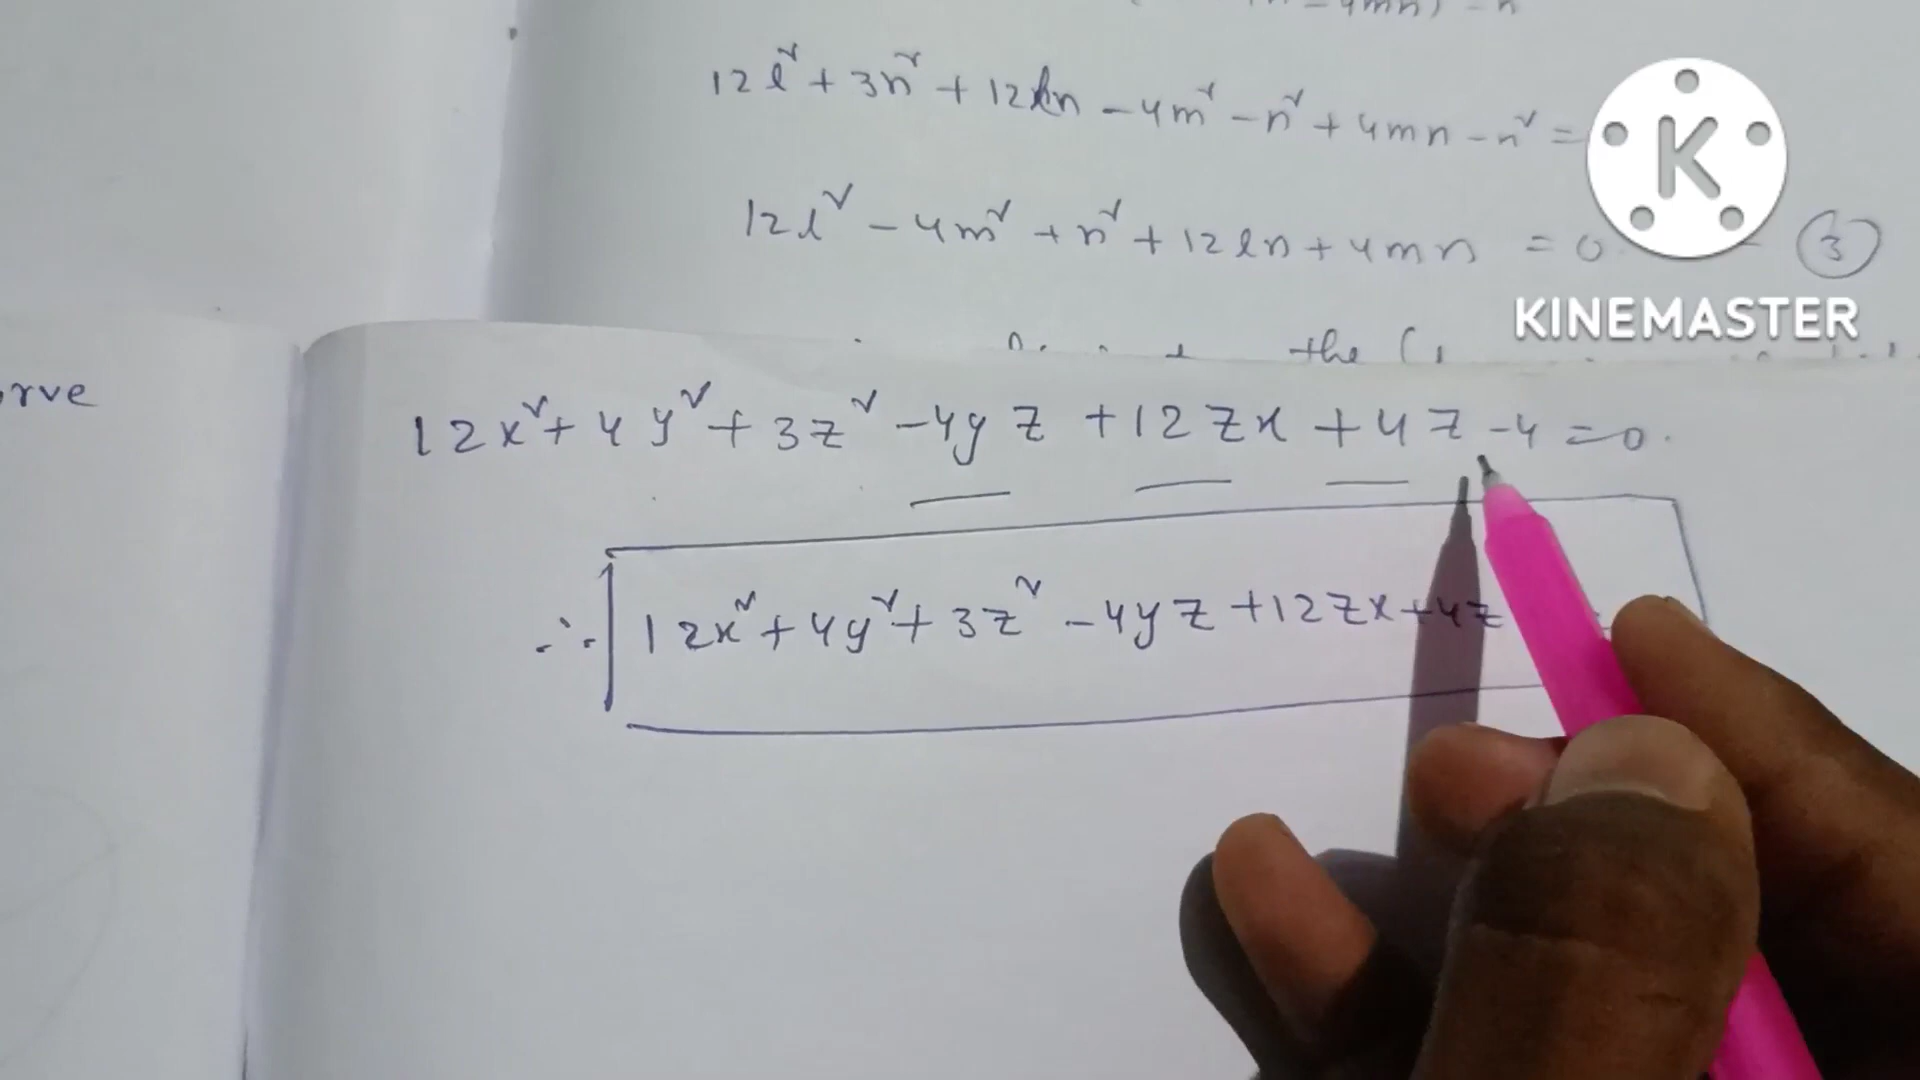 12l² + 3n² + 12ln - 4m² - n² + 4mn - n² =
12l² - 4m² + n² + 12ln + 4mn = 0 - ③
KINEMASTER
the
rve
12x² + 4y² + 3z² - 4yz + 12zx + 4z - 4 = 0.
∴ 12x² + 4y² + 3z² - 4yz + 12zx + 4z